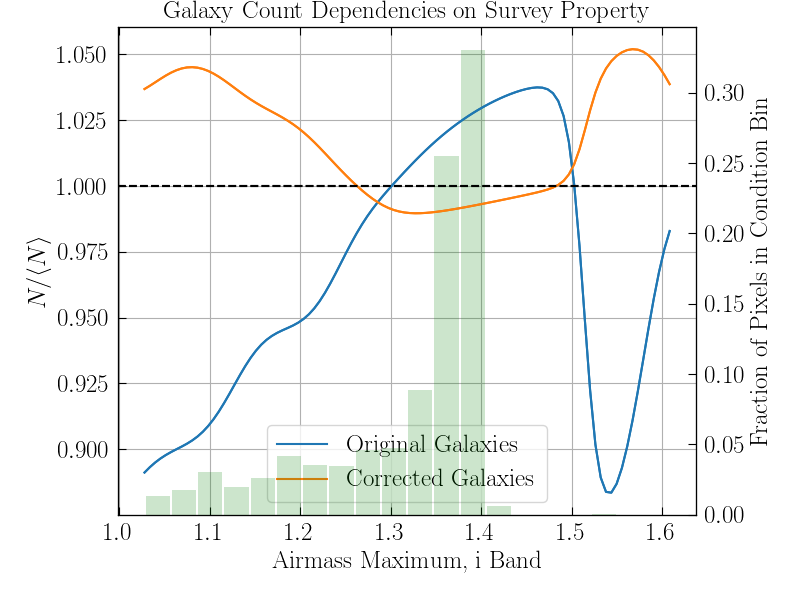 Galaxy Count Dependencies on Survey Property
N/⟨N⟩
1.050
1.025
1.000
0.975
0.950
0.925
0.900
0.30
0.25
0.20
0.15
0.10
0.05
0.00
Fraction of Pixels in Condition Bin
Original Galaxies
Corrected Galaxies
1.0 1.1 1.2 1.3 1.4 1.5 1.6
Airmass Maximum, i Band